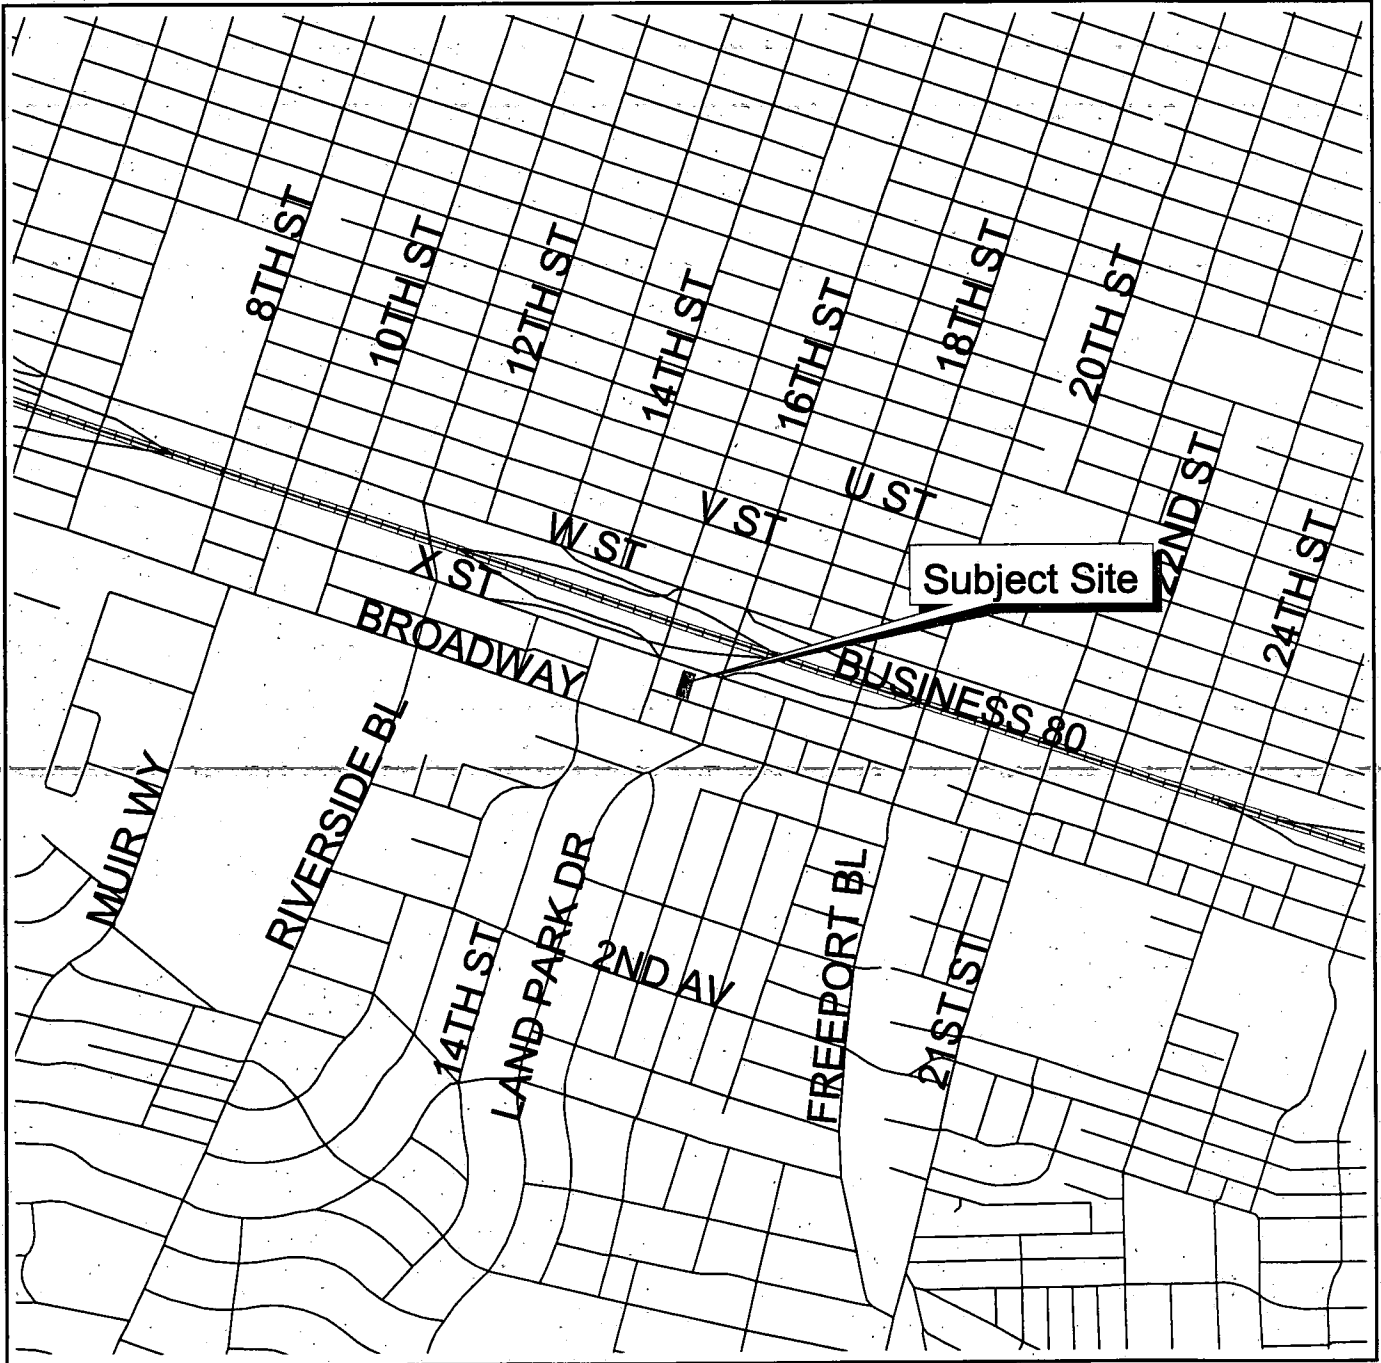 8TH ST
10TH ST
12TH ST
14TH ST
16TH ST
18TH ST
20TH ST
22ND ST
24TH ST
U ST
V ST
W ST
X ST
Subject Site
BROADWAY
BUSINESS 80
RIVERSIDE BL
MUIR WY
14TH ST
LAND PARK DR
2ND AV
FREEPORT BL
21ST ST